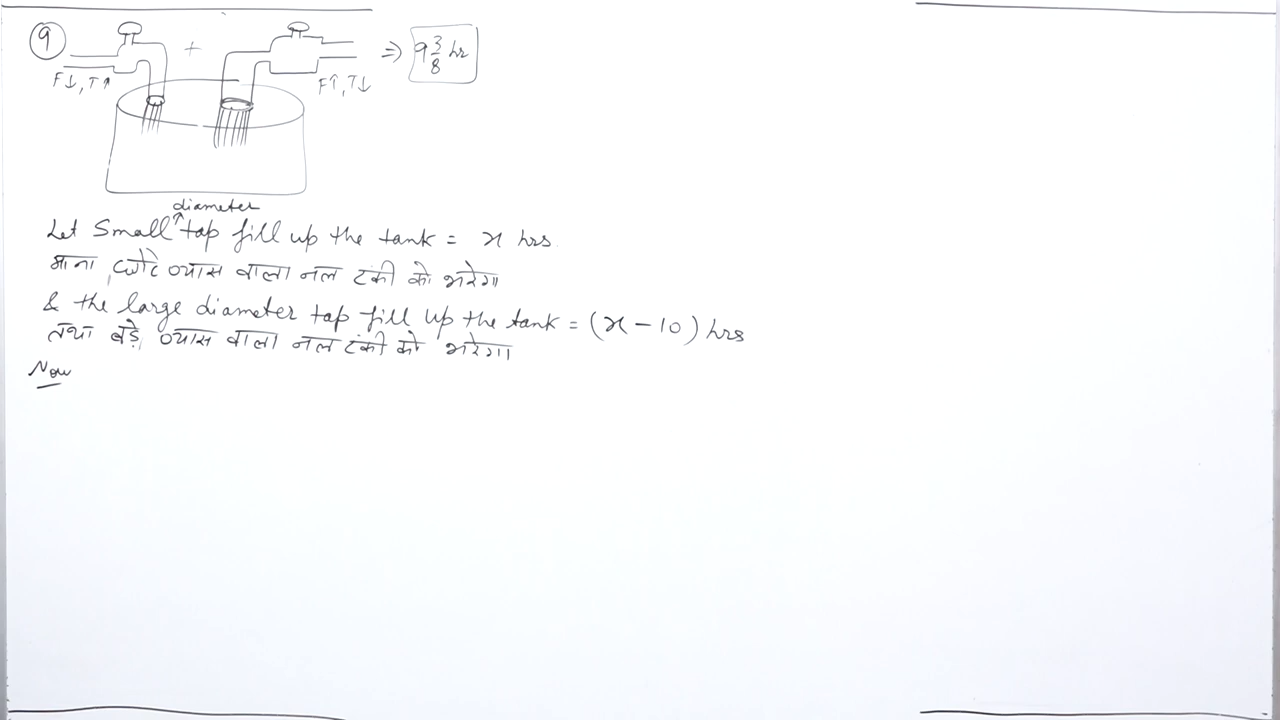 9
+
⇒ 9 3/8 hr
F↓, T↑
F↑, T↓
diameter
Let Small ↑ tap fill up the tank = x hrs.
माना, छोटे व्यास वाला नल टंकी को भरेगा
& the large diameter tap fill up the tank = (x - 10) hrs
तथा बड़े, व्यास वाला नल टंकी को भरेगा
Now